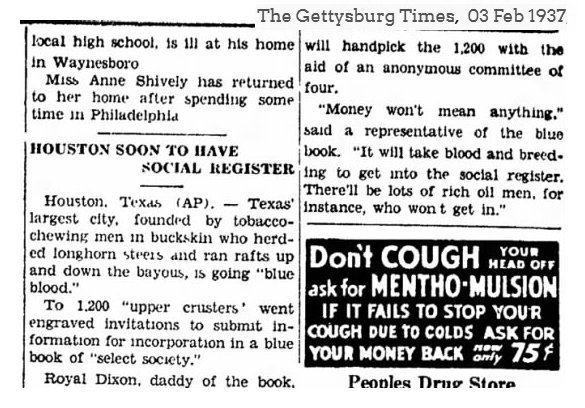 The Gettysburg Times, 03 Feb 1937
local high school, is ill at his home
in Waynesboro
Miss Anne Shively has returned
to her home after spending some
time in Philadelphia
HOUSTON SOON TO HAVE
SOCIAL REGISTER
Houston, Texas (AP). — Texas'
largest city, founded by tobacco-
chewing men in buckskin who herd-
ed longhorn steers and ran rafts up
and down the bayous, is going "blue
blood."
To 1,200 "upper crusters' went
engraved invitations to submit in-
formation for incorporation in a blue
book of "select society."
Royal Dixon, daddy of the book,
will handpick the 1,200 with the
aid of an anonymous committee of
four.
"Money won't mean anything,"
said a representative of the blue
book. "It will take blood and breed-
ing to get into the social register.
There'll be lots of rich oil men, for
instance, who won t get in."
Don't COUGH YOUR HEAD OFF
ask for MENTHO-MULSION
IF IT FAILS TO STOP YOUR
COUGH DUE TO COLDS ASK FOR
YOUR MONEY BACK now only 75¢
Peoples Drug Store